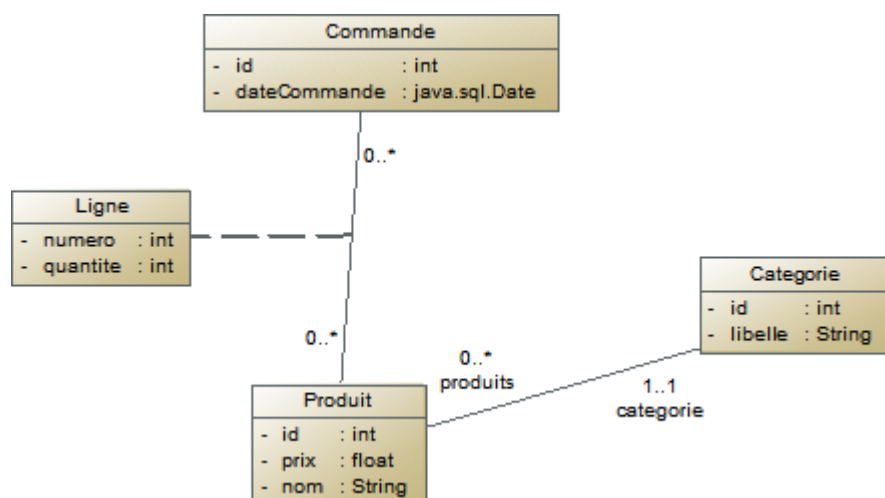 Commande
- id : int
- dateCommande : java.sql.Date
0..*
Ligne
- numero : int
- quantite : int
Categorie
- id : int
- libelle : String
0..*
0..*
produits
1..1
categorie
Produit
- id : int
- prix : float
- nom : String